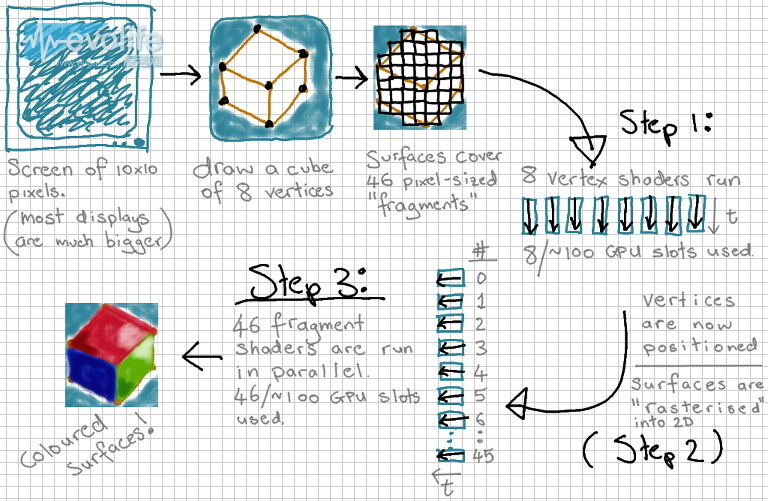 evolife
Screen of 10x10
pixels.
(most displays
are much bigger)
draw a cube
of 8 vertices
Surfaces cover
46 pixel-sized
"fragments"
Step 1:
8 vertex shaders run
t
8/~100 GPU slots used.
vertices
are now
positioned
Surfaces are
"rasterised"
into 2D
(Step 2)
#
0
1
2
3
4
5
6
:
45
t
Step 3:
46 fragment
shaders are run
in parallel.
46/~100 GPU slots
used.
Coloured
Surfaces!